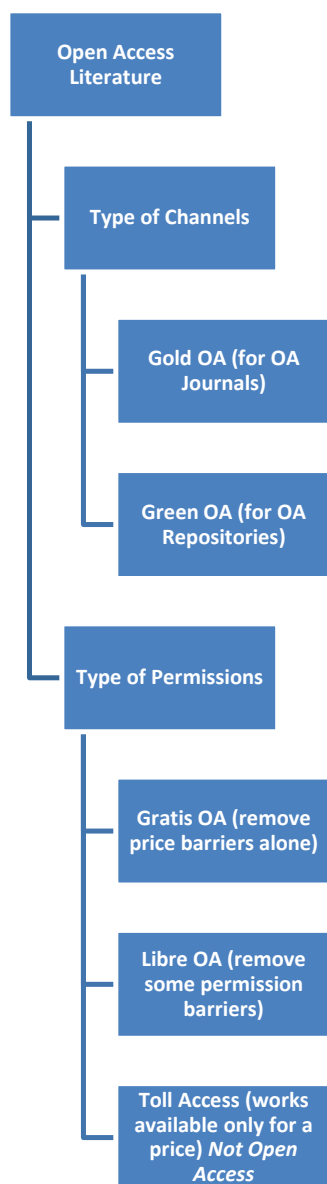 Open Access
Literature
Type of Channels
Gold OA (for OA
Journals)
Green OA (for OA
Repositories)
Type of Permissions
Gratis OA (remove
price barriers alone)
Libre OA (remove
some permission
barriers)
Toll Access (works
available only for a
price) Not Open
Access